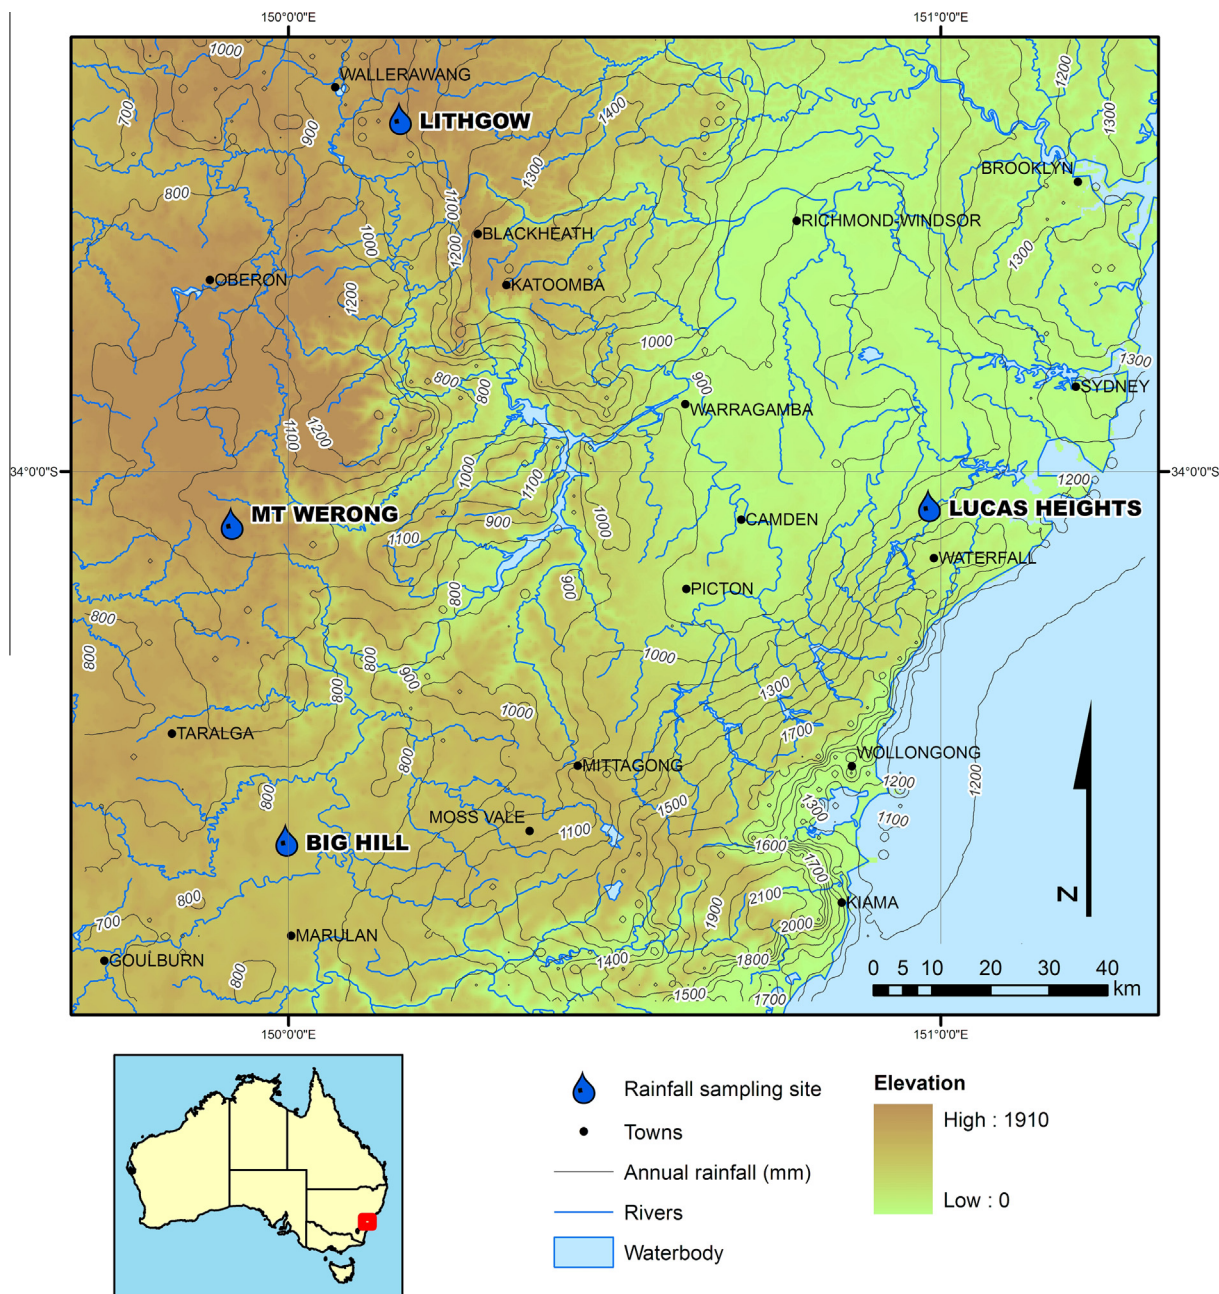 150°0'0"E
151°0'0"E
1000
WALLERAWANG
1200
700
900
LITHGOW
1400
1300
1300
BROOKLYN
800
1100
RICHMOND-WINDSOR
1000
1200
BLACKHEATH
1300
OBERON
KATOOMBA
1200
1000
1300
800
800
900
SYDNEY
WARRAGAMBA
1100
1200
34°0'0"S
34°0'0"S
1000
1100
1200
MT WERONG
LUCAS HEIGHTS
900
1000
CAMDEN
1100
WATERFALL
900
PICTON
800
800
800
800
1000
900
800
1300
1000
1700
TARALGA
WOLLONGONG
800
MITTAGONG
1200
1200
800
1500
1300
MOSS VALE
1100
1100
BIG HILL
1600
1700
800
2100
1900
KIAMA
700
2000
MARULAN
GOULBURN
800
1400
1800
1500
1700
N
0 5 10 20 30 40
km
150°0'0"E
151°0'0"E
Rainfall sampling site
Towns
Annual rainfall (mm)
Rivers
Waterbody
Elevation
High : 1910
Low : 0